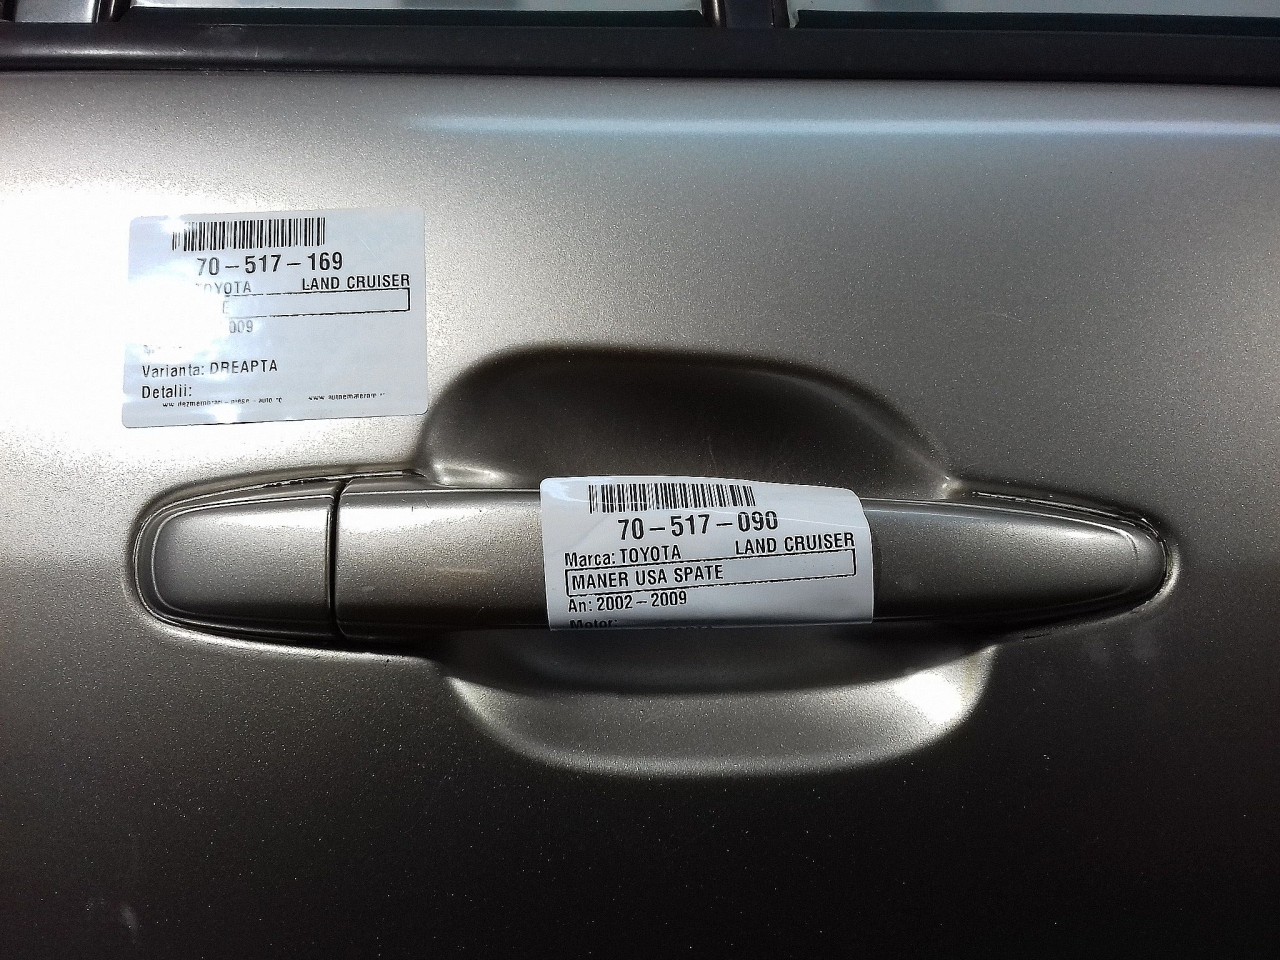 70-517-169
TOYOTA LAND CRUISER
Varianta: DREAPTA
Detalii:
70-517-090
Marca: TOYOTA LAND CRUISER
MANER USA SPATE
An: 2002-2009
Motor: